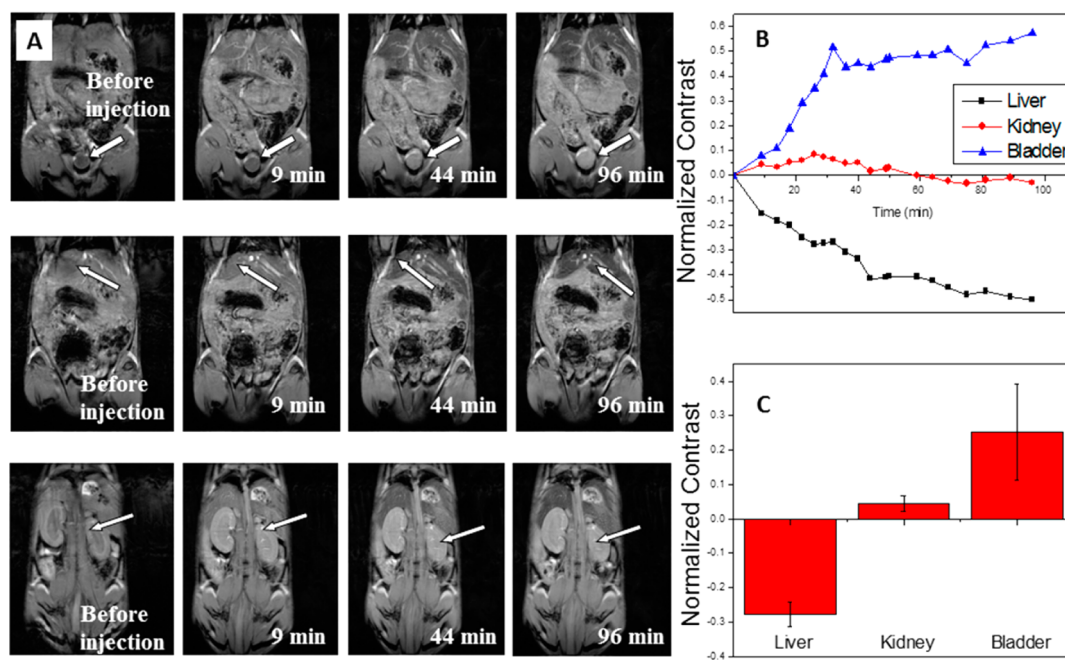 A
Before
injection
9 min
44 min
96 min
Before
injection
9 min
44 min
96 min
Before
injection
9 min
44 min
96 min
B
Normalized Contrast
0.6
0.5
0.4
0.3
0.2
0.1
0.0
-0.1
-0.2
-0.3
-0.4
-0.5
20
40
60
80
100
Time (min)
Liver
Kidney
Bladder
C
Normalized Contrast
0.4
0.3
0.2
0.1
0.0
-0.1
-0.2
-0.3
-0.4
Liver
Kidney
Bladder